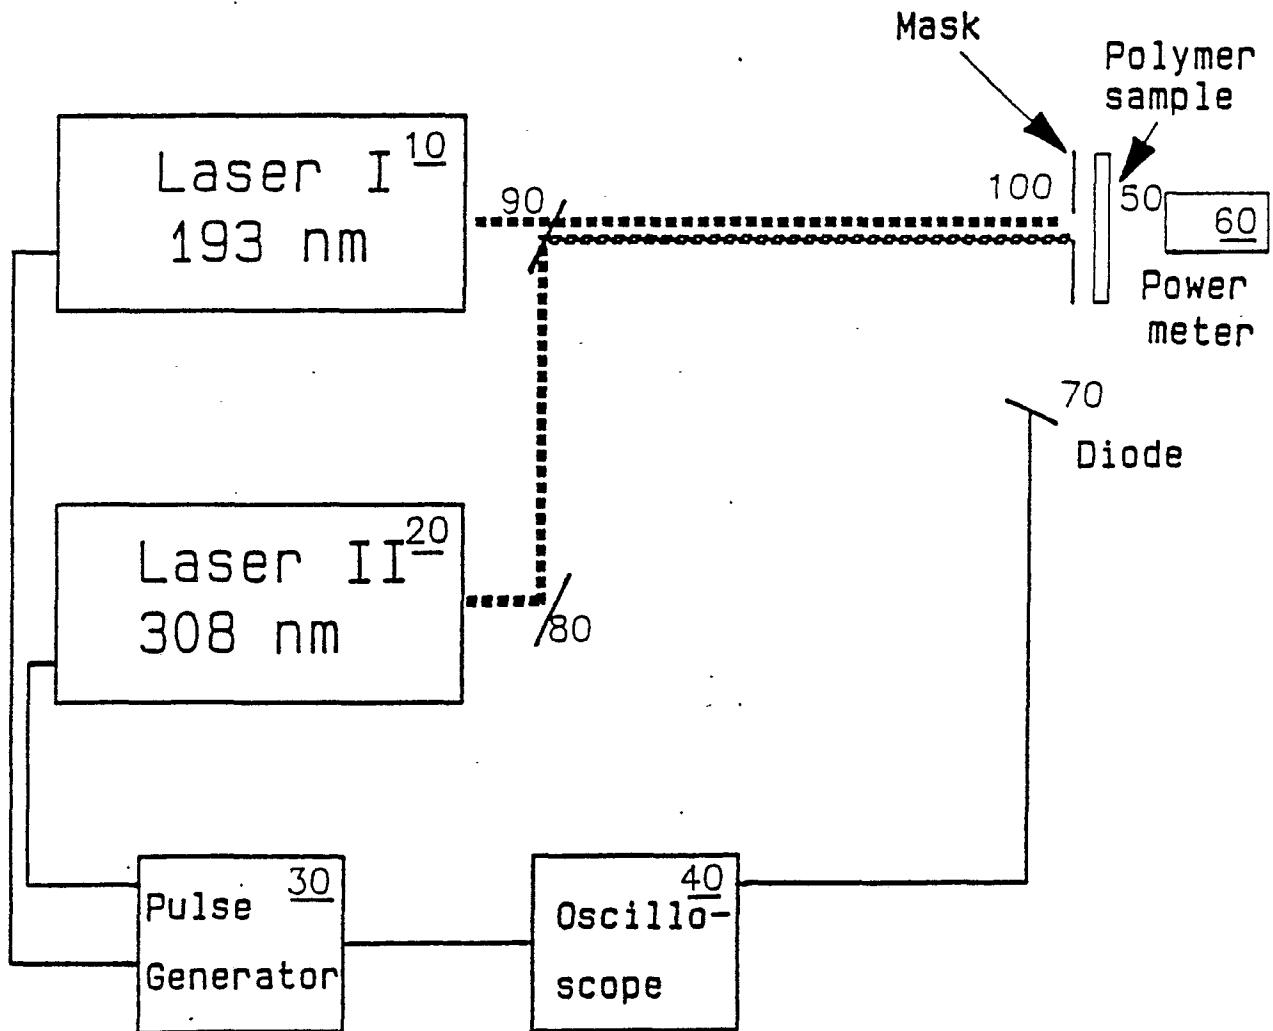 Mask
Polymer
sample
Laser I 10
193 nm
90
100
50
60
Power
meter
70
Diode
Laser II 20
308 nm
80
Pulse 30
Generator
40
Oscillo-
scope